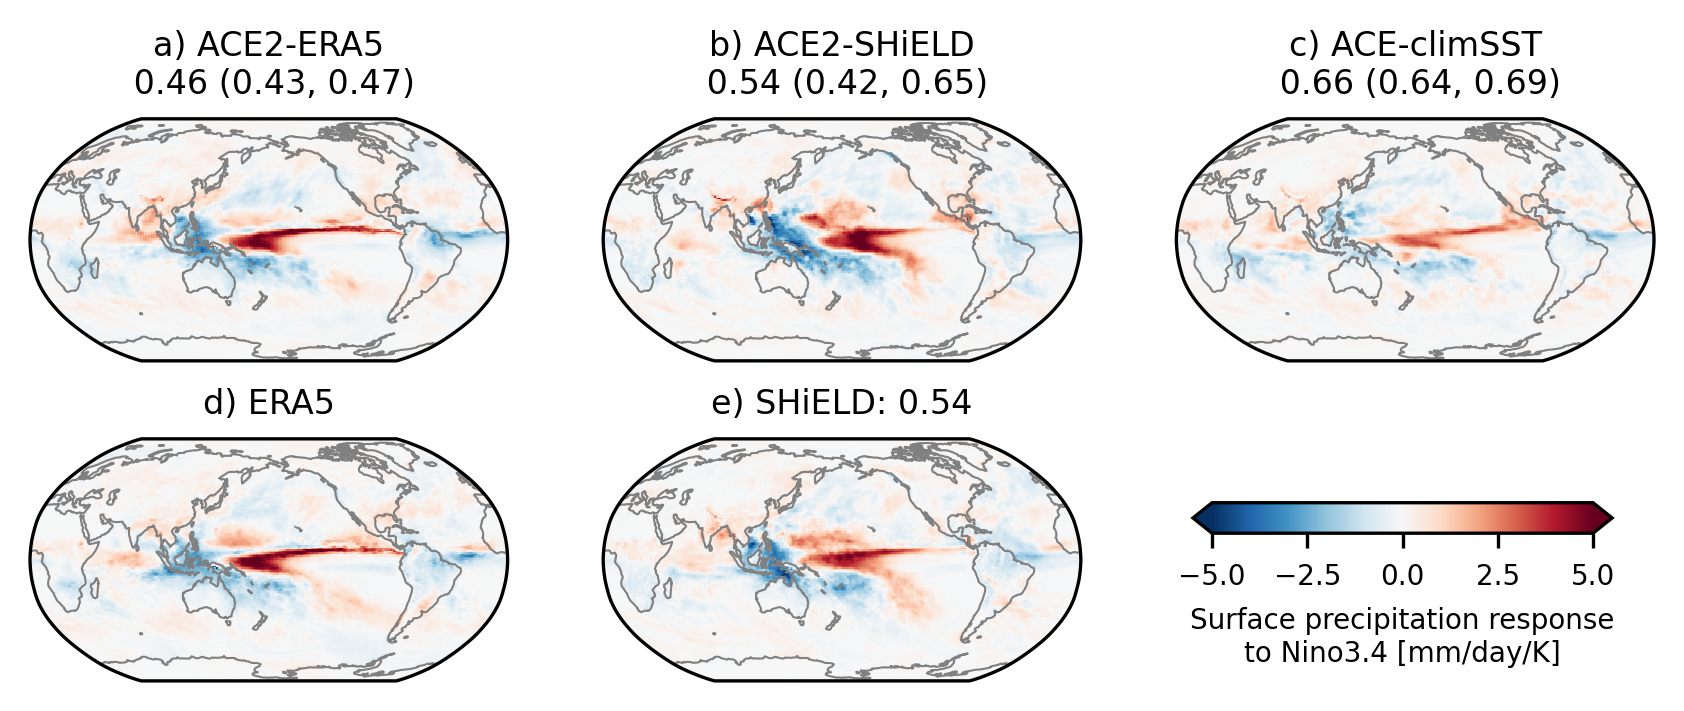 a) ACE2-ERA5
0.46 (0.43, 0.47)
b) ACE2-SHiELD
0.54 (0.42, 0.65)
c) ACE-climSST
0.66 (0.64, 0.69)
d) ERA5
e) SHiELD: 0.54
−5.0 −2.5 0.0 2.5 5.0
Surface precipitation response
to Nino3.4 [mm/day/K]